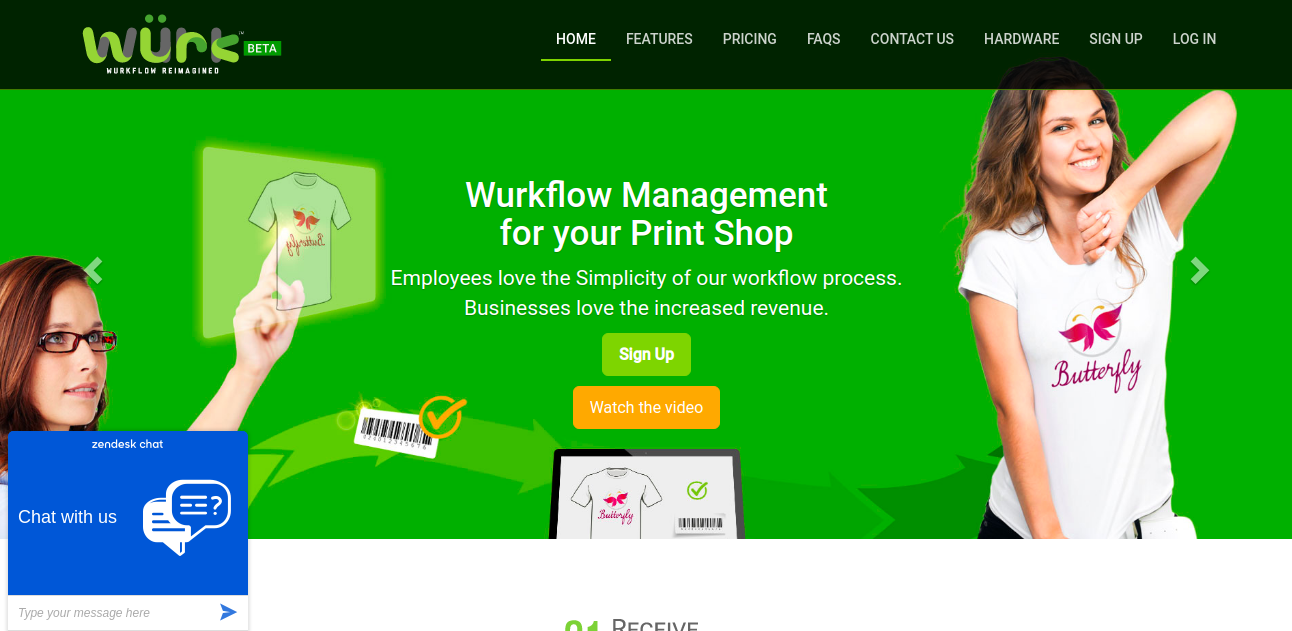 würk™ BETA
WURKFLOW REIMAGINED
HOME FEATURES PRICING FAQS CONTACT US HARDWARE SIGN UP LOG IN
Butterfly
Wurkflow Management
for your Print Shop
Employees love the Simplicity of our workflow process.
Businesses love the increased revenue.
Sign Up
Watch the video
Butterfly
Butterfly
zendesk chat
Chat with us
Type your message here
01 RECEIVE